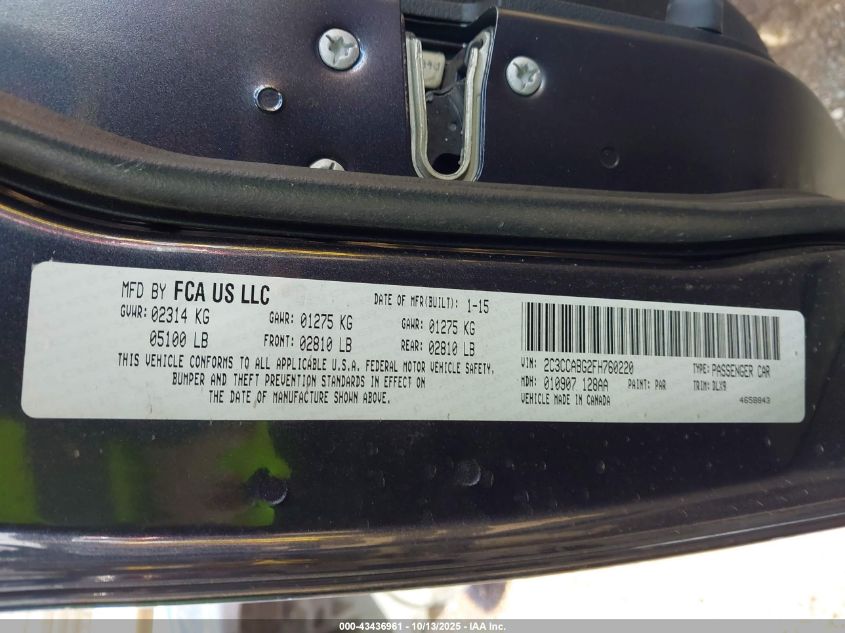 MFD BY FCA US LLC
DATE OF MFR(BUILT): 1-15
GVWR: 02314 KG
GAWR: 01275 KG
GAWR: 01275 KG
05100 LB
FRONT: 02810 LB
REAR: 02810 LB
THIS VEHICLE CONFORMS TO ALL APPLICABLE U.S.A. FEDERAL MOTOR VEHICLE SAFETY,
BUMPER AND THEFT PREVENTION STANDARDS IN EFFECT ON
THE DATE OF MANUFACTURE SHOWN ABOVE.
VIN: 2C3CCABG2FH760220
TYPE: PASSENGER CAR
MDH: 010907 128AA
PAINT: PAR
TRIM: DLX9
VEHICLE MADE IN CANADA
4658843
000-43436961 - 10/13/2025 - IAA Inc.